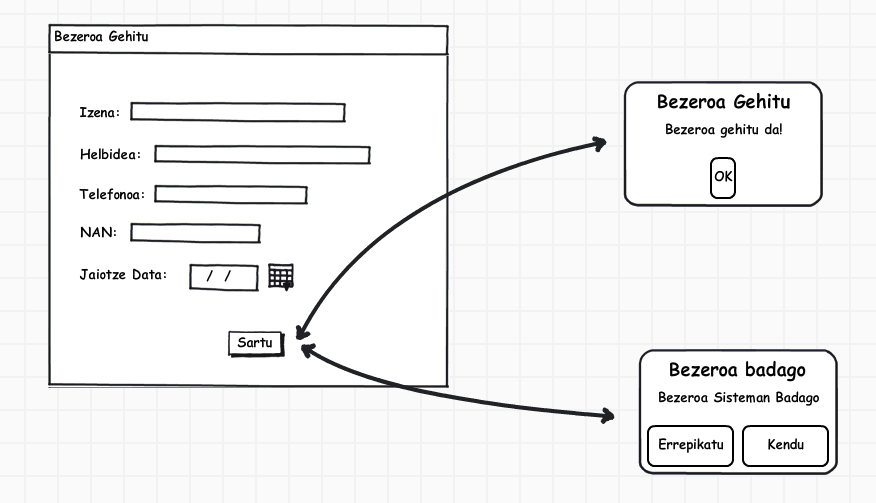 Bezeroa Gehitu
Izena:
Helbidea:
Telefonoa:
NAN:
Jaiotze Data: / /
Sartu
Bezeroa Gehitu
Bezeroa gehitu da!
OK
Bezeroa badago
Bezeroa Sisteman Badago
Errepikatu Kendu